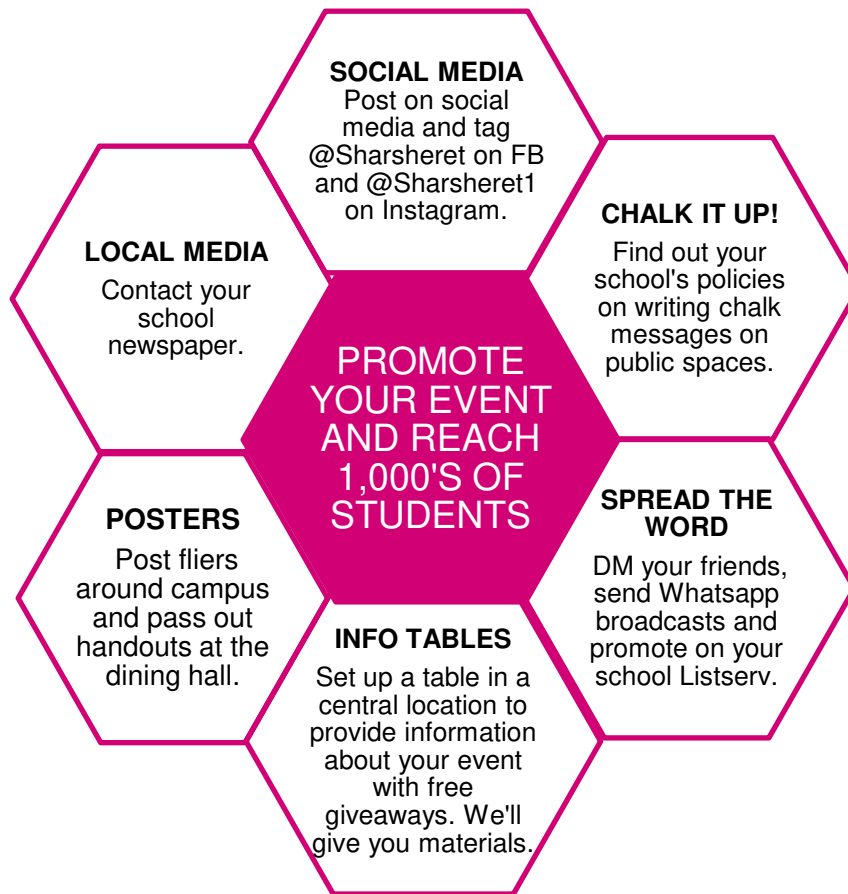 SOCIAL MEDIA
Post on social
media and tag
@Sharsheret on FB
and @Sharsheret1
on Instagram.
CHALK IT UP!
Find out your
school's policies
on writing chalk
messages on
public spaces.
LOCAL MEDIA
Contact your
school
newspaper.
PROMOTE
YOUR EVENT
AND REACH
1,000'S OF
STUDENTS
SPREAD THE
WORD
DM your friends,
send Whatsapp
broadcasts and
promote on your
school Listserv.
POSTERS
Post fliers
around campus
and pass out
handouts at the
dining hall.
INFO TABLES
Set up a table in a
central location to
provide information
about your event
with free
giveaways. We'll
give you materials.